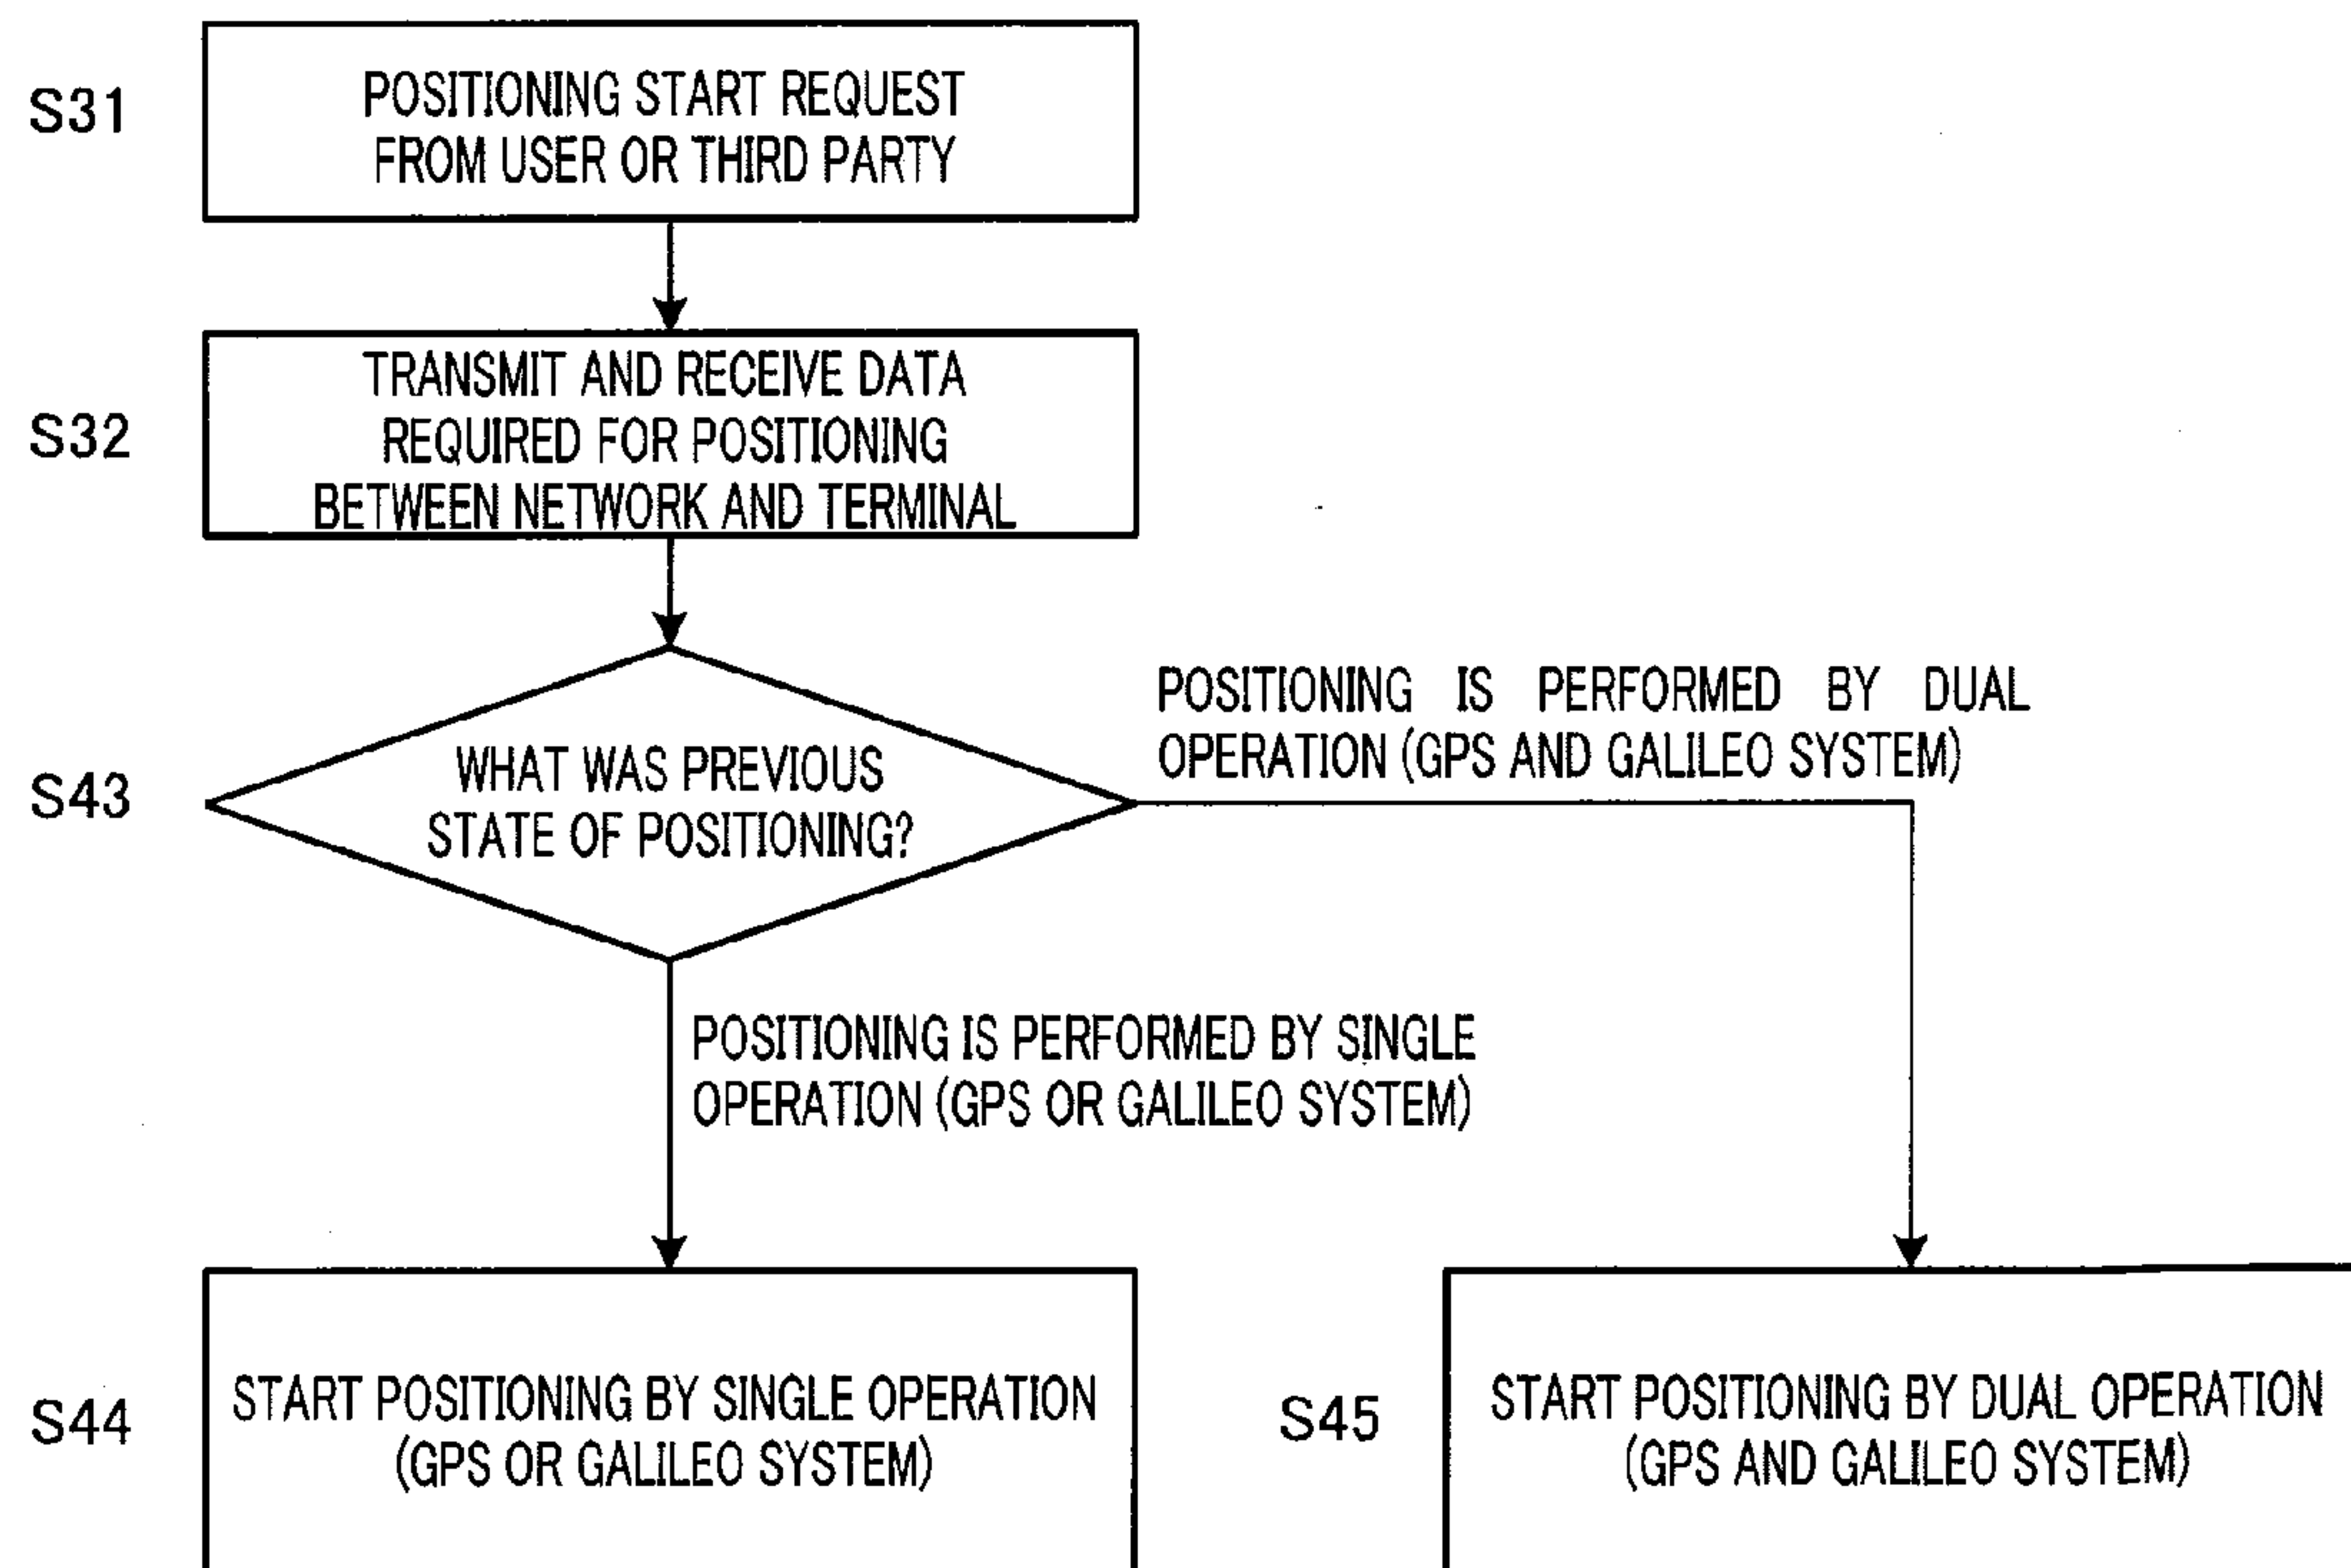 S31
POSITIONING START REQUEST
FROM USER OR THIRD PARTY
S32
TRANSMIT AND RECEIVE DATA
REQUIRED FOR POSITIONING
BETWEEN NETWORK AND TERMINAL
S43
WHAT WAS PREVIOUS
STATE OF POSITIONING?
POSITIONING IS PERFORMED BY DUAL
OPERATION (GPS AND GALILEO SYSTEM)
POSITIONING IS PERFORMED BY SINGLE
OPERATION (GPS OR GALILEO SYSTEM)
S44
START POSITIONING BY SINGLE OPERATION
(GPS OR GALILEO SYSTEM)
S45
START POSITIONING BY DUAL OPERATION
(GPS AND GALILEO SYSTEM)